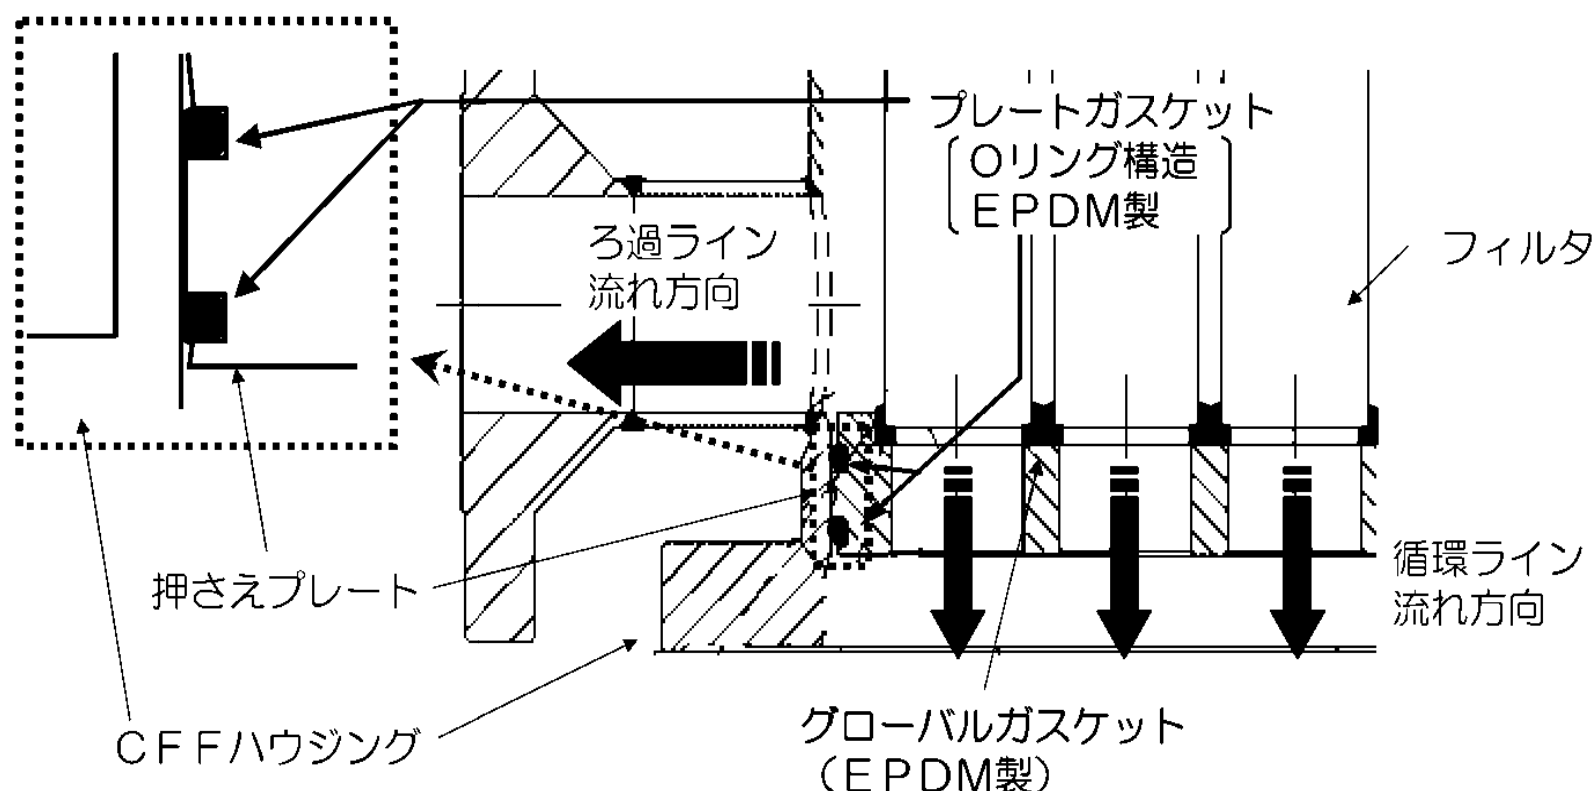 プレートガスケット
Oリング構造
EPDM製
ろ過ライン
流れ方向
フィルタ
押さえプレート
循環ライン
流れ方向
CFFハウジング
グローバルガスケット
(EPDM製)